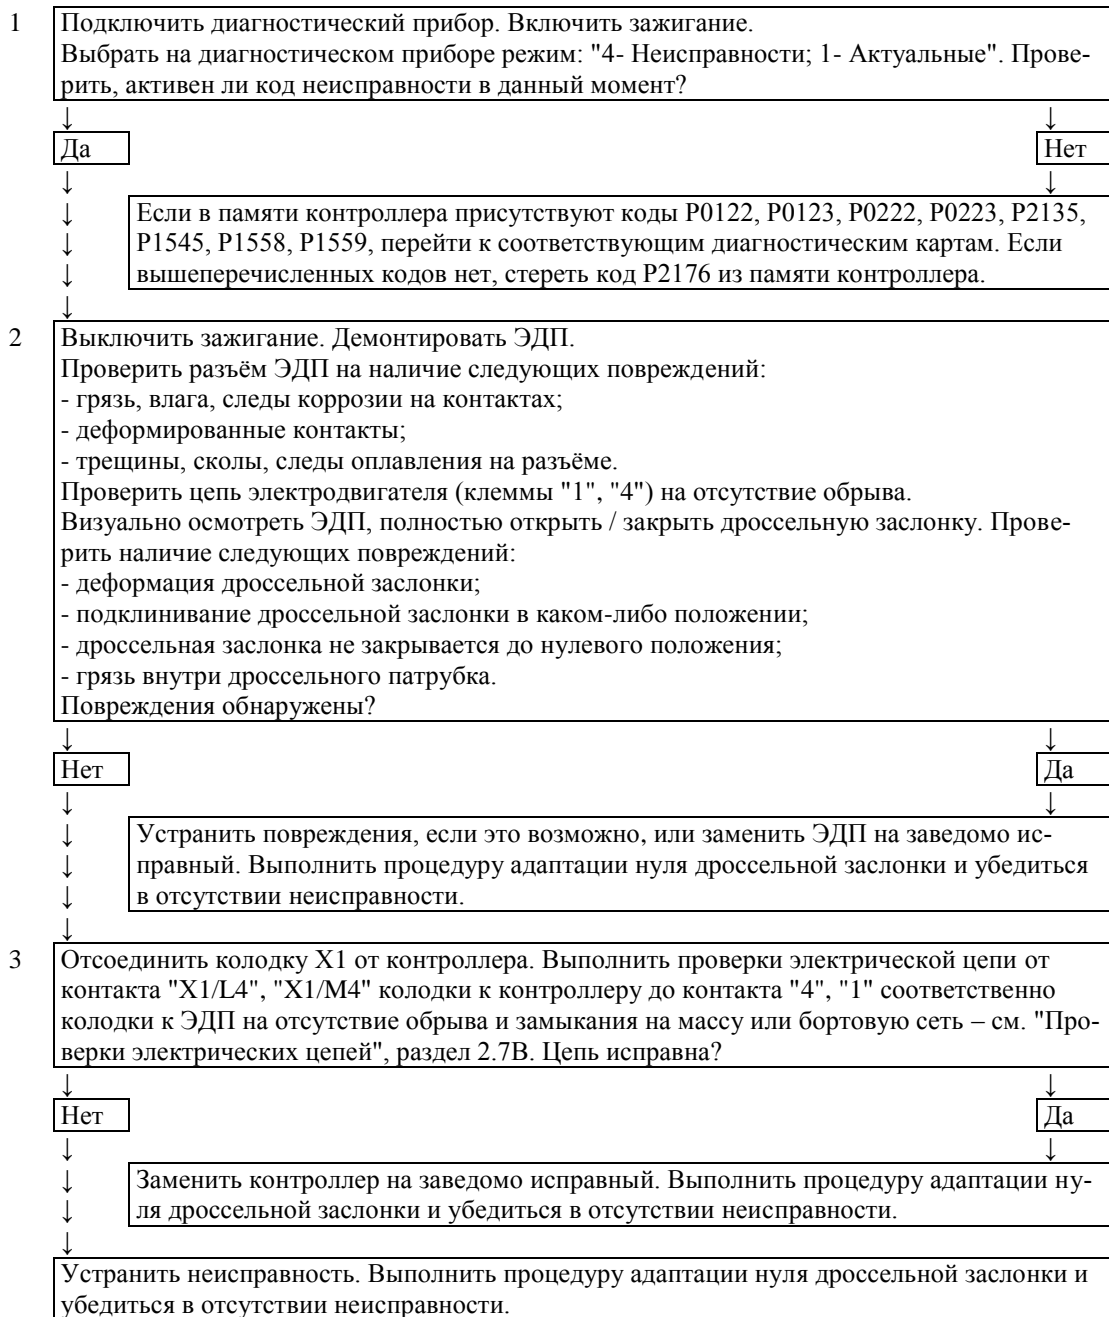 1 Подключить диагностический прибор. Включить зажигание.
Выбрать на диагностическом приборе режим: "4- Неисправности; 1- Актуальные". Прове-
рить, активен ли код неисправности в данный момент?
↓ ↓
Да Нет
↓ ↓
↓ Если в памяти контроллера присутствуют коды Р0122, Р0123, Р0222, Р0223, Р2135,
↓ Р1545, Р1558, Р1559, перейти к соответствующим диагностическим картам. Если
↓ вышеперечисленных кодов нет, стереть код Р2176 из памяти контроллера.
↓
2 Выключить зажигание. Демонтировать ЭДП.
Проверить разъём ЭДП на наличие следующих повреждений:
- грязь, влага, следы коррозии на контактах;
- деформированные контакты;
- трещины, сколы, следы оплавления на разъёме.
Проверить цепь электродвигателя (клеммы "1", "4") на отсутствие обрыва.
Визуально осмотреть ЭДП, полностью открыть / закрыть дроссельную заслонку. Прове-
рить наличие следующих повреждений:
- деформация дроссельной заслонки;
- подклинивание дроссельной заслонки в каком-либо положении;
- дроссельная заслонка не закрывается до нулевого положения;
- грязь внутри дроссельного патрубка.
Повреждения обнаружены?
↓ ↓
Нет Да
↓ ↓
↓ Устранить повреждения, если это возможно, или заменить ЭДП на заведомо ис-
↓ правный. Выполнить процедуру адаптации нуля дроссельной заслонки и убедиться
↓ в отсутствии неисправности.
↓
3 Отсоединить колодку Х1 от контроллера. Выполнить проверки электрической цепи от
контакта "X1/L4", "X1/M4" колодки к контроллеру до контакта "4", "1" соответственно
колодки к ЭДП на отсутствие обрыва и замыкания на массу или бортовую сеть – см. "Про-
верки электрических цепей", раздел 2.7В. Цепь исправна?
↓ ↓
Нет Да
↓ ↓
↓ Заменить контроллер на заведомо исправный. Выполнить процедуру адаптации ну-
↓ ля дроссельной заслонки и убедиться в отсутствии неисправности.
↓
Устранить неисправность. Выполнить процедуру адаптации нуля дроссельной заслонки и
убедиться в отсутствии неисправности.